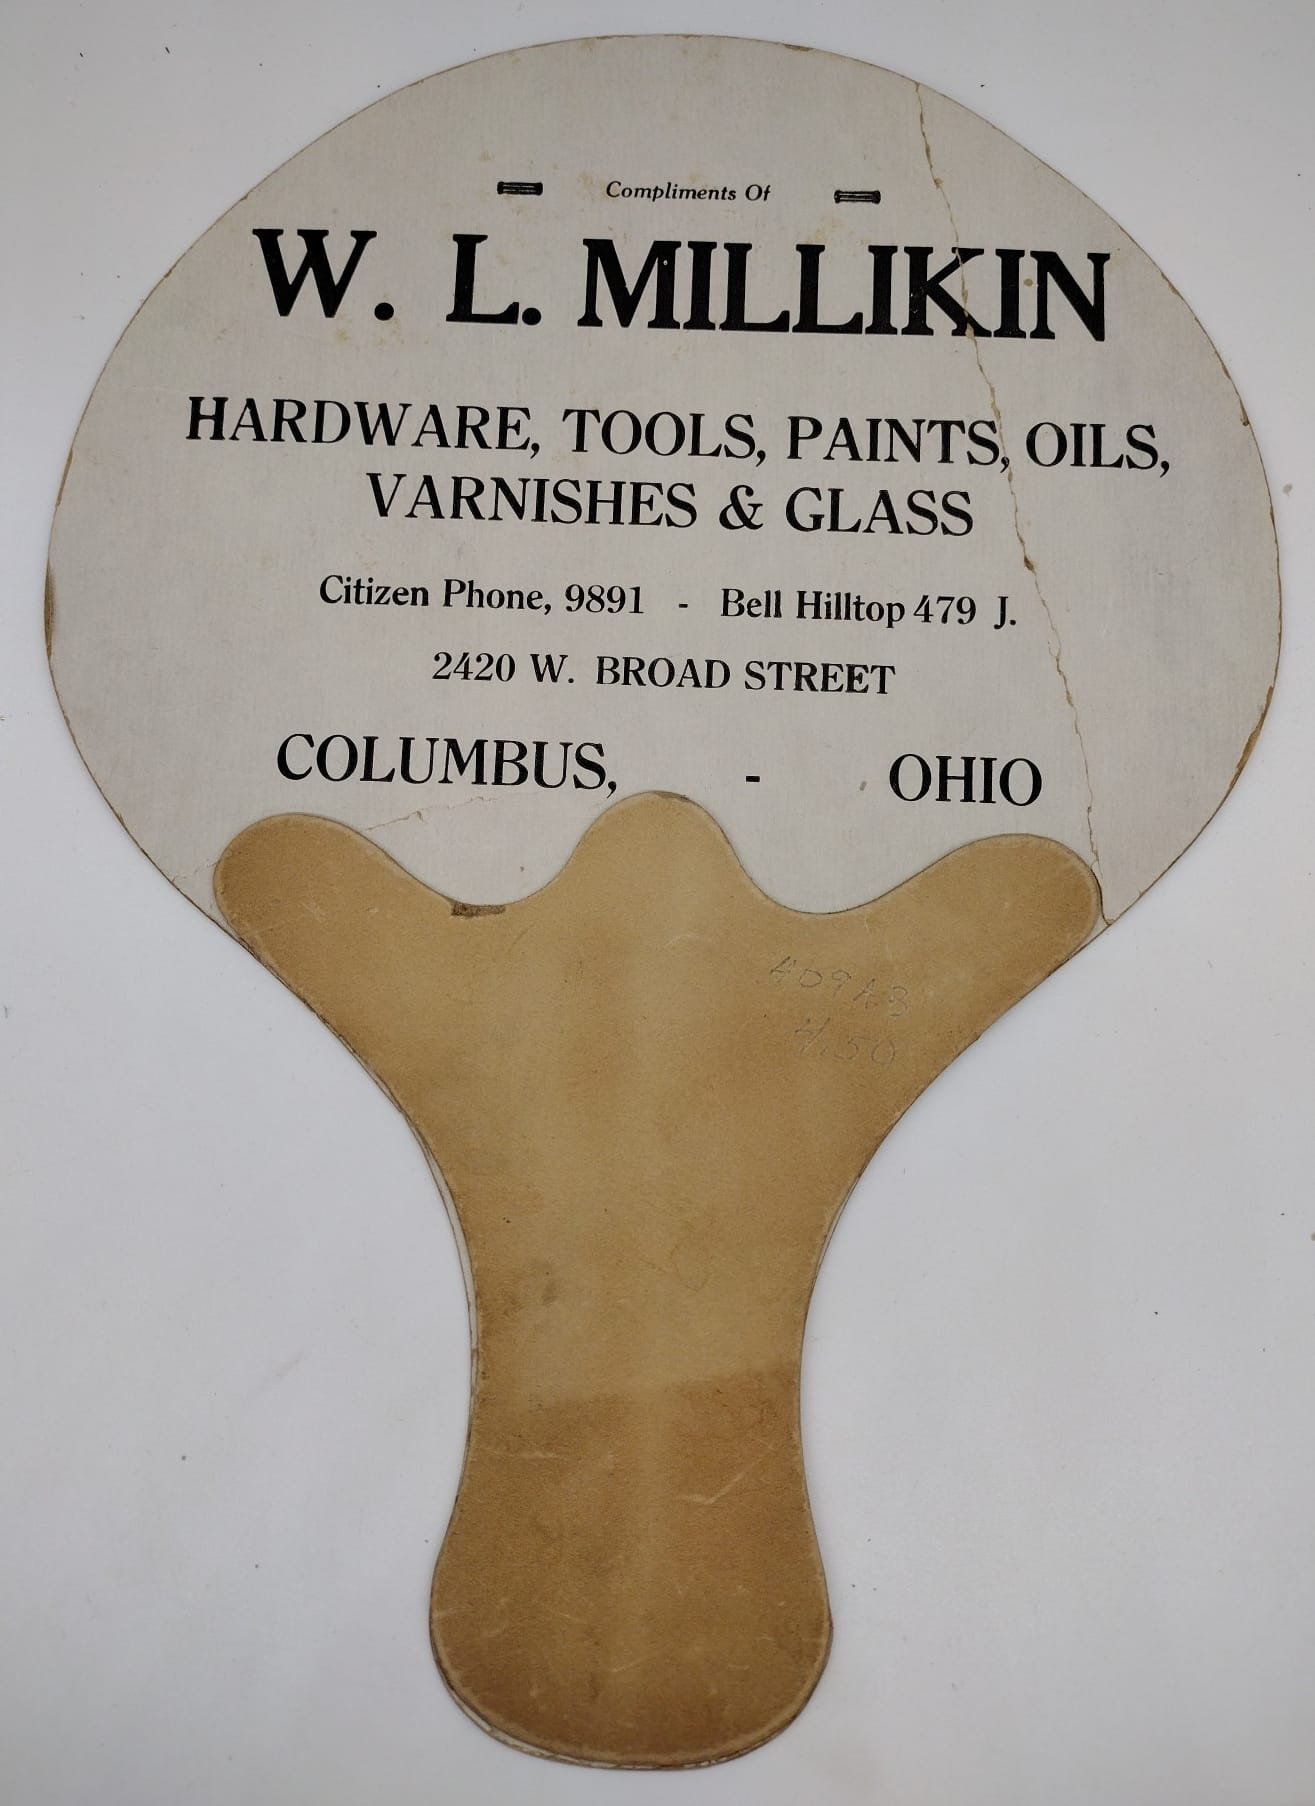 Compliments Of
W. L. MILLIKIN
HARDWARE, TOOLS, PAINTS, OILS,
VARNISHES & GLASS
Citizen Phone, 9891 - Bell Hilltop 479 J.
2420 W. BROAD STREET
COLUMBUS, - OHIO
4.50